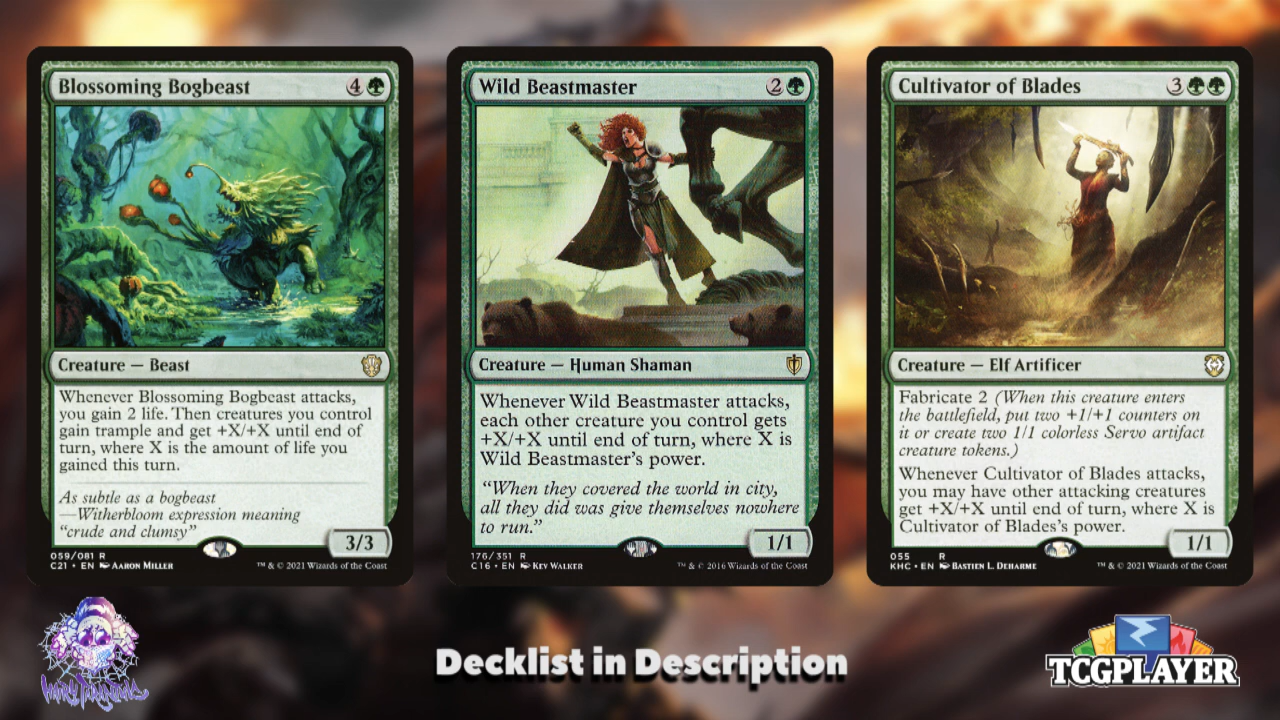 Blossoming Bogbeast 4
Creature — Beast
Whenever Blossoming Bogbeast attacks,
you gain 2 life. Then creatures you control
gain trample and get +X/+X until end of
turn, where X is the amount of life you
gained this turn.
As subtle as a bogbeast
—Witherbloom expression meaning
“crude and clumsy”
3/3
059/081 R
C21 • EN Aaron Miller
™ & © 2021 Wizards of the Coast
Wild Beastmaster 2
Creature — Human Shaman
Whenever Wild Beastmaster attacks,
each other creature you control gets
+X/+X until end of turn, where X is
Wild Beastmaster's power.
“When they covered the world in city,
all they did was give themselves nowhere
to run.”
1/1
176/351 R
C16 • EN Kev Walker
™ & © 2016 Wizards of the Coast
Cultivator of Blades 3
Creature — Elf Artificer
Fabricate 2 (When this creature enters
the battlefield, put two +1/+1 counters on
it or create two 1/1 colorless Servo artifact
creature tokens.)
Whenever Cultivator of Blades attacks,
you may have other attacking creatures
get +X/+X until end of turn, where X is
Cultivator of Blades's power.
1/1
055 R
KHC • EN Bastien L. Deharme
™ & © 2021 Wizards of the Coast
Decklist in Description
TCGPLAYER